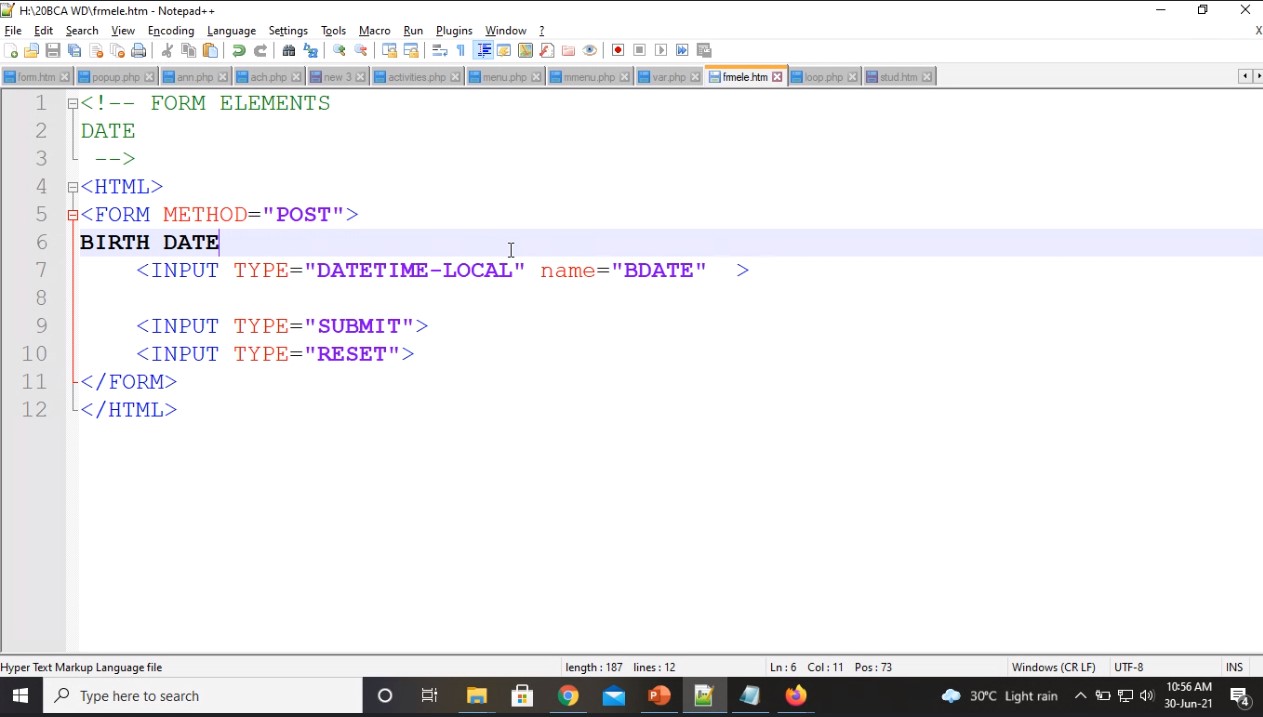 H:\20BCA WD\frmele.htm - Notepad++
File Edit Search View Encoding Language Settings Tools Macro Run Plugins Window ? X
form.htm popup.php ann.php ach.php new 3 activities.php menu.php mmenu.php var.php frmele.htm loop.php stud.htm
1 <!-- FORM ELEMENTS
2 DATE
3 -->
4 <HTML>
5 <FORM METHOD="POST">
6 BIRTH DATE
7 <INPUT TYPE="DATETIME-LOCAL" name="BDATE" >
8
9 <INPUT TYPE="SUBMIT">
10 <INPUT TYPE="RESET">
11 </FORM>
12 </HTML>
Hyper Text Markup Language file length : 187 lines : 12 Ln : 6 Col : 11 Pos : 73 Windows (CR LF) UTF-8 INS
Type here to search 30°C Light rain 10:56 AM
30-Jun-21 4